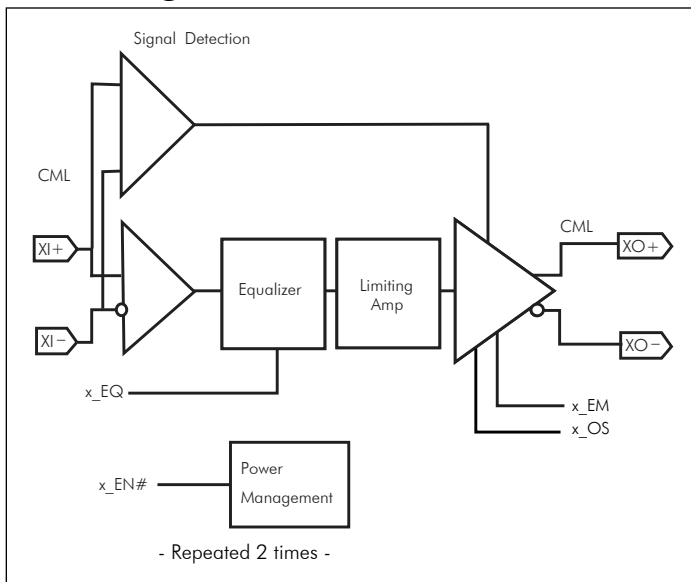 Signal Detection
CML
XI+
XI−
Equalizer
Limiting
Amp
CML
XO+
XO−
x_EQ
x_EM
x_OS
x_EN#
Power
Management
- Repeated 2 times -